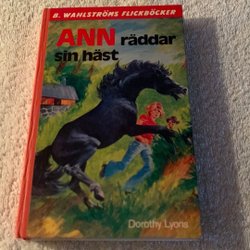 B. WAHLSTRÖMS FLICKBÖCKER
ANN räddar
sin häst
Dorothy Lyons